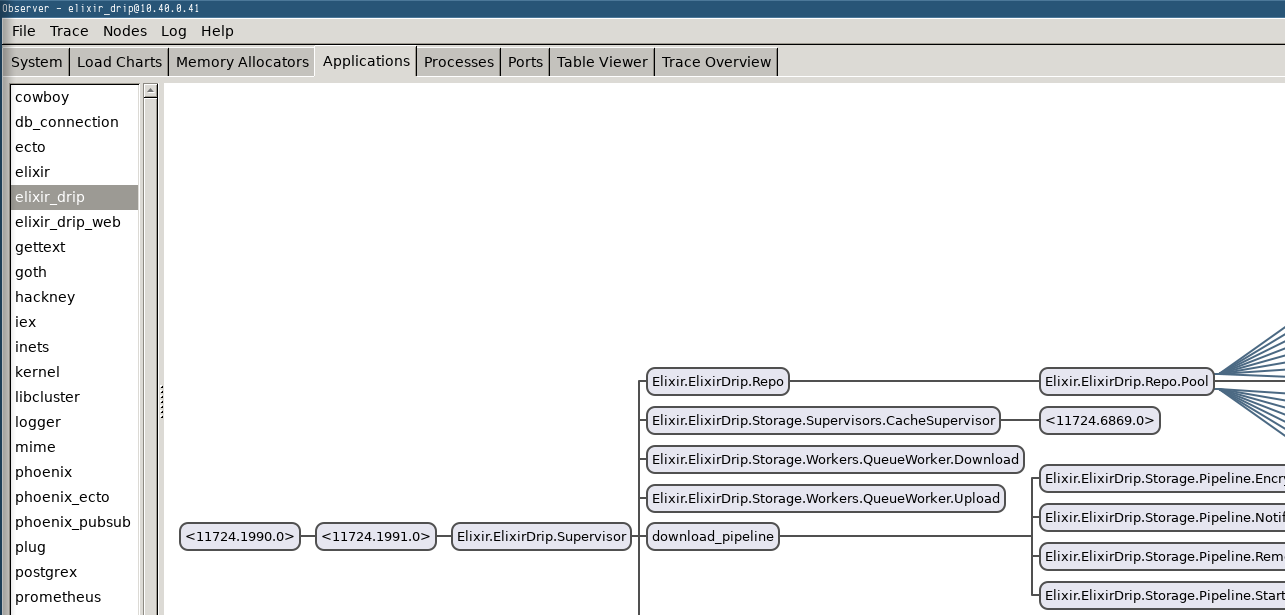 Observer - elixir_drip@10.40.0.41
File Trace Nodes Log Help
System Load Charts Memory Allocators Applications Processes Ports Table Viewer Trace Overview
cowboy
db_connection
ecto
elixir
elixir_drip
elixir_drip_web
gettext
goth
hackney
iex
inets
kernel
libcluster
logger
mime
phoenix
phoenix_ecto
phoenix_pubsub
plug
postgrex
prometheus
Elixir.ElixirDrip.Repo Elixir.ElixirDrip.Repo.Pool
Elixir.ElixirDrip.Storage.Supervisors.CacheSupervisor <11724.6869.0>
Elixir.ElixirDrip.Storage.Workers.QueueWorker.Download
Elixir.ElixirDrip.Storage.Pipeline.Encry
Elixir.ElixirDrip.Storage.Workers.QueueWorker.Upload
Elixir.ElixirDrip.Storage.Pipeline.Notif
<11724.1990.0> <11724.1991.0> Elixir.ElixirDrip.Supervisor download_pipeline
Elixir.ElixirDrip.Storage.Pipeline.Rem
Elixir.ElixirDrip.Storage.Pipeline.Start